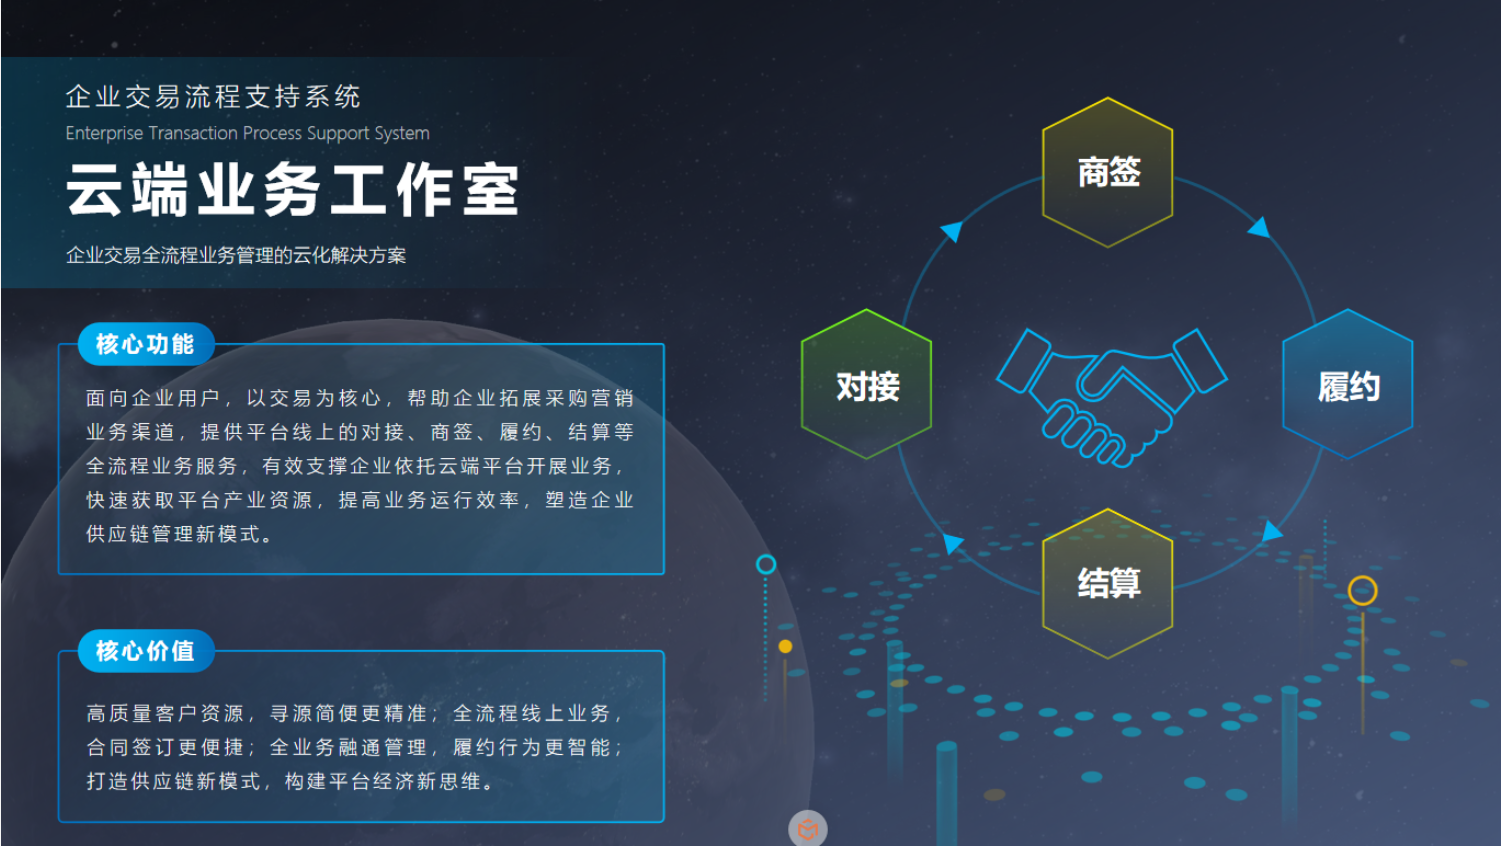 企业交易流程支持系统
Enterprise Transaction Process Support System
云端业务工作室
企业交易全流程业务管理的云化解决方案
核心功能
面向企业用户，以交易为核心，帮助企业拓展采购营销
业务渠道，提供平台线上的对接、商签、履约、结算等
全流程业务服务，有效支撑企业依托云端平台开展业务，
快速获取平台产业资源，提高业务运行效率，塑造企业
供应链管理新模式。
核心价值
高质量客户资源，寻源简便更精准；全流程线上业务，
合同签订更便捷；全业务融通管理，履约行为更智能；
打造供应链新模式，构建平台经济新思维。
商签
对接
履约
结算